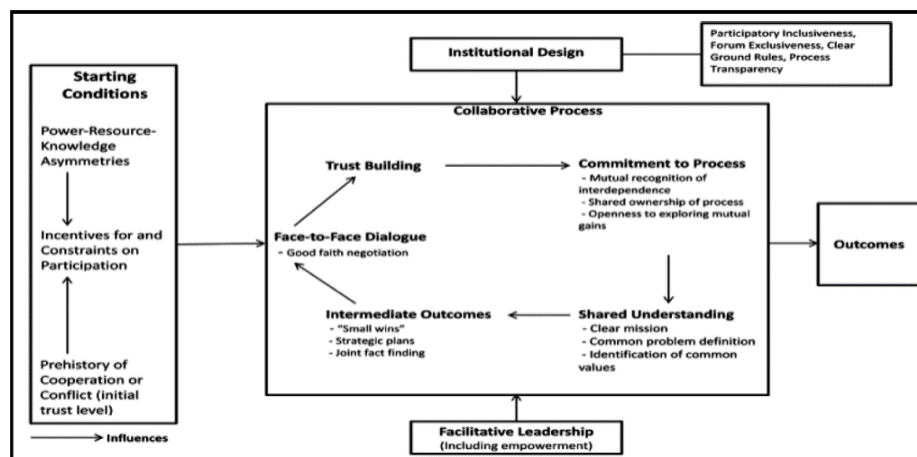 Starting
Conditions
Power-Resource-
Knowledge
Asymmetries
Incentives for and
Constraints on
Participation
Prehistory of
Cooperation or
Conflict (initial
trust level)
Influences
Institutional Design
Participatory Inclusiveness,
Forum Exclusiveness, Clear
Ground Rules, Process
Transparency
Collaborative Process
Trust Building
Commitment to Process
- Mutual recognition of
interdependence
- Shared ownership of process
- Openness to exploring mutual
gains
Face-to-Face Dialogue
- Good faith negotiation
Intermediate Outcomes
- "Small wins"
- Strategic plans
- Joint fact finding
Shared Understanding
- Clear mission
- Common problem definition
- Identification of common
values
Outcomes
Facilitative Leadership
(Including empowerment)